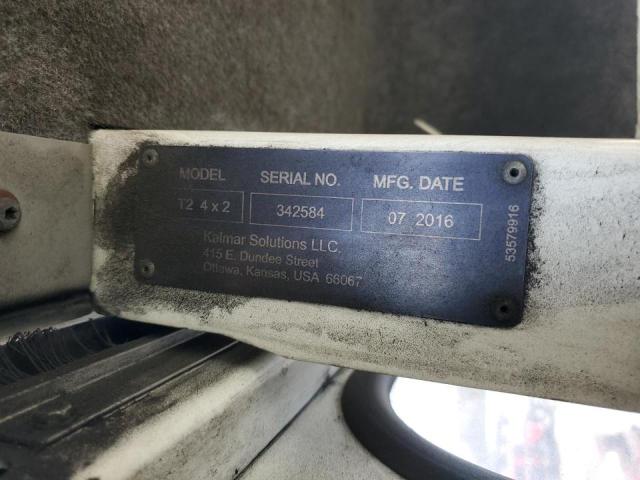 MODEL SERIAL NO. MFG. DATE
T2 4 x 2 342584 07 2016
Kalmar Solutions LLC.
415 E. Dundee Street
Ottawa, Kansas, USA 66067
53579916